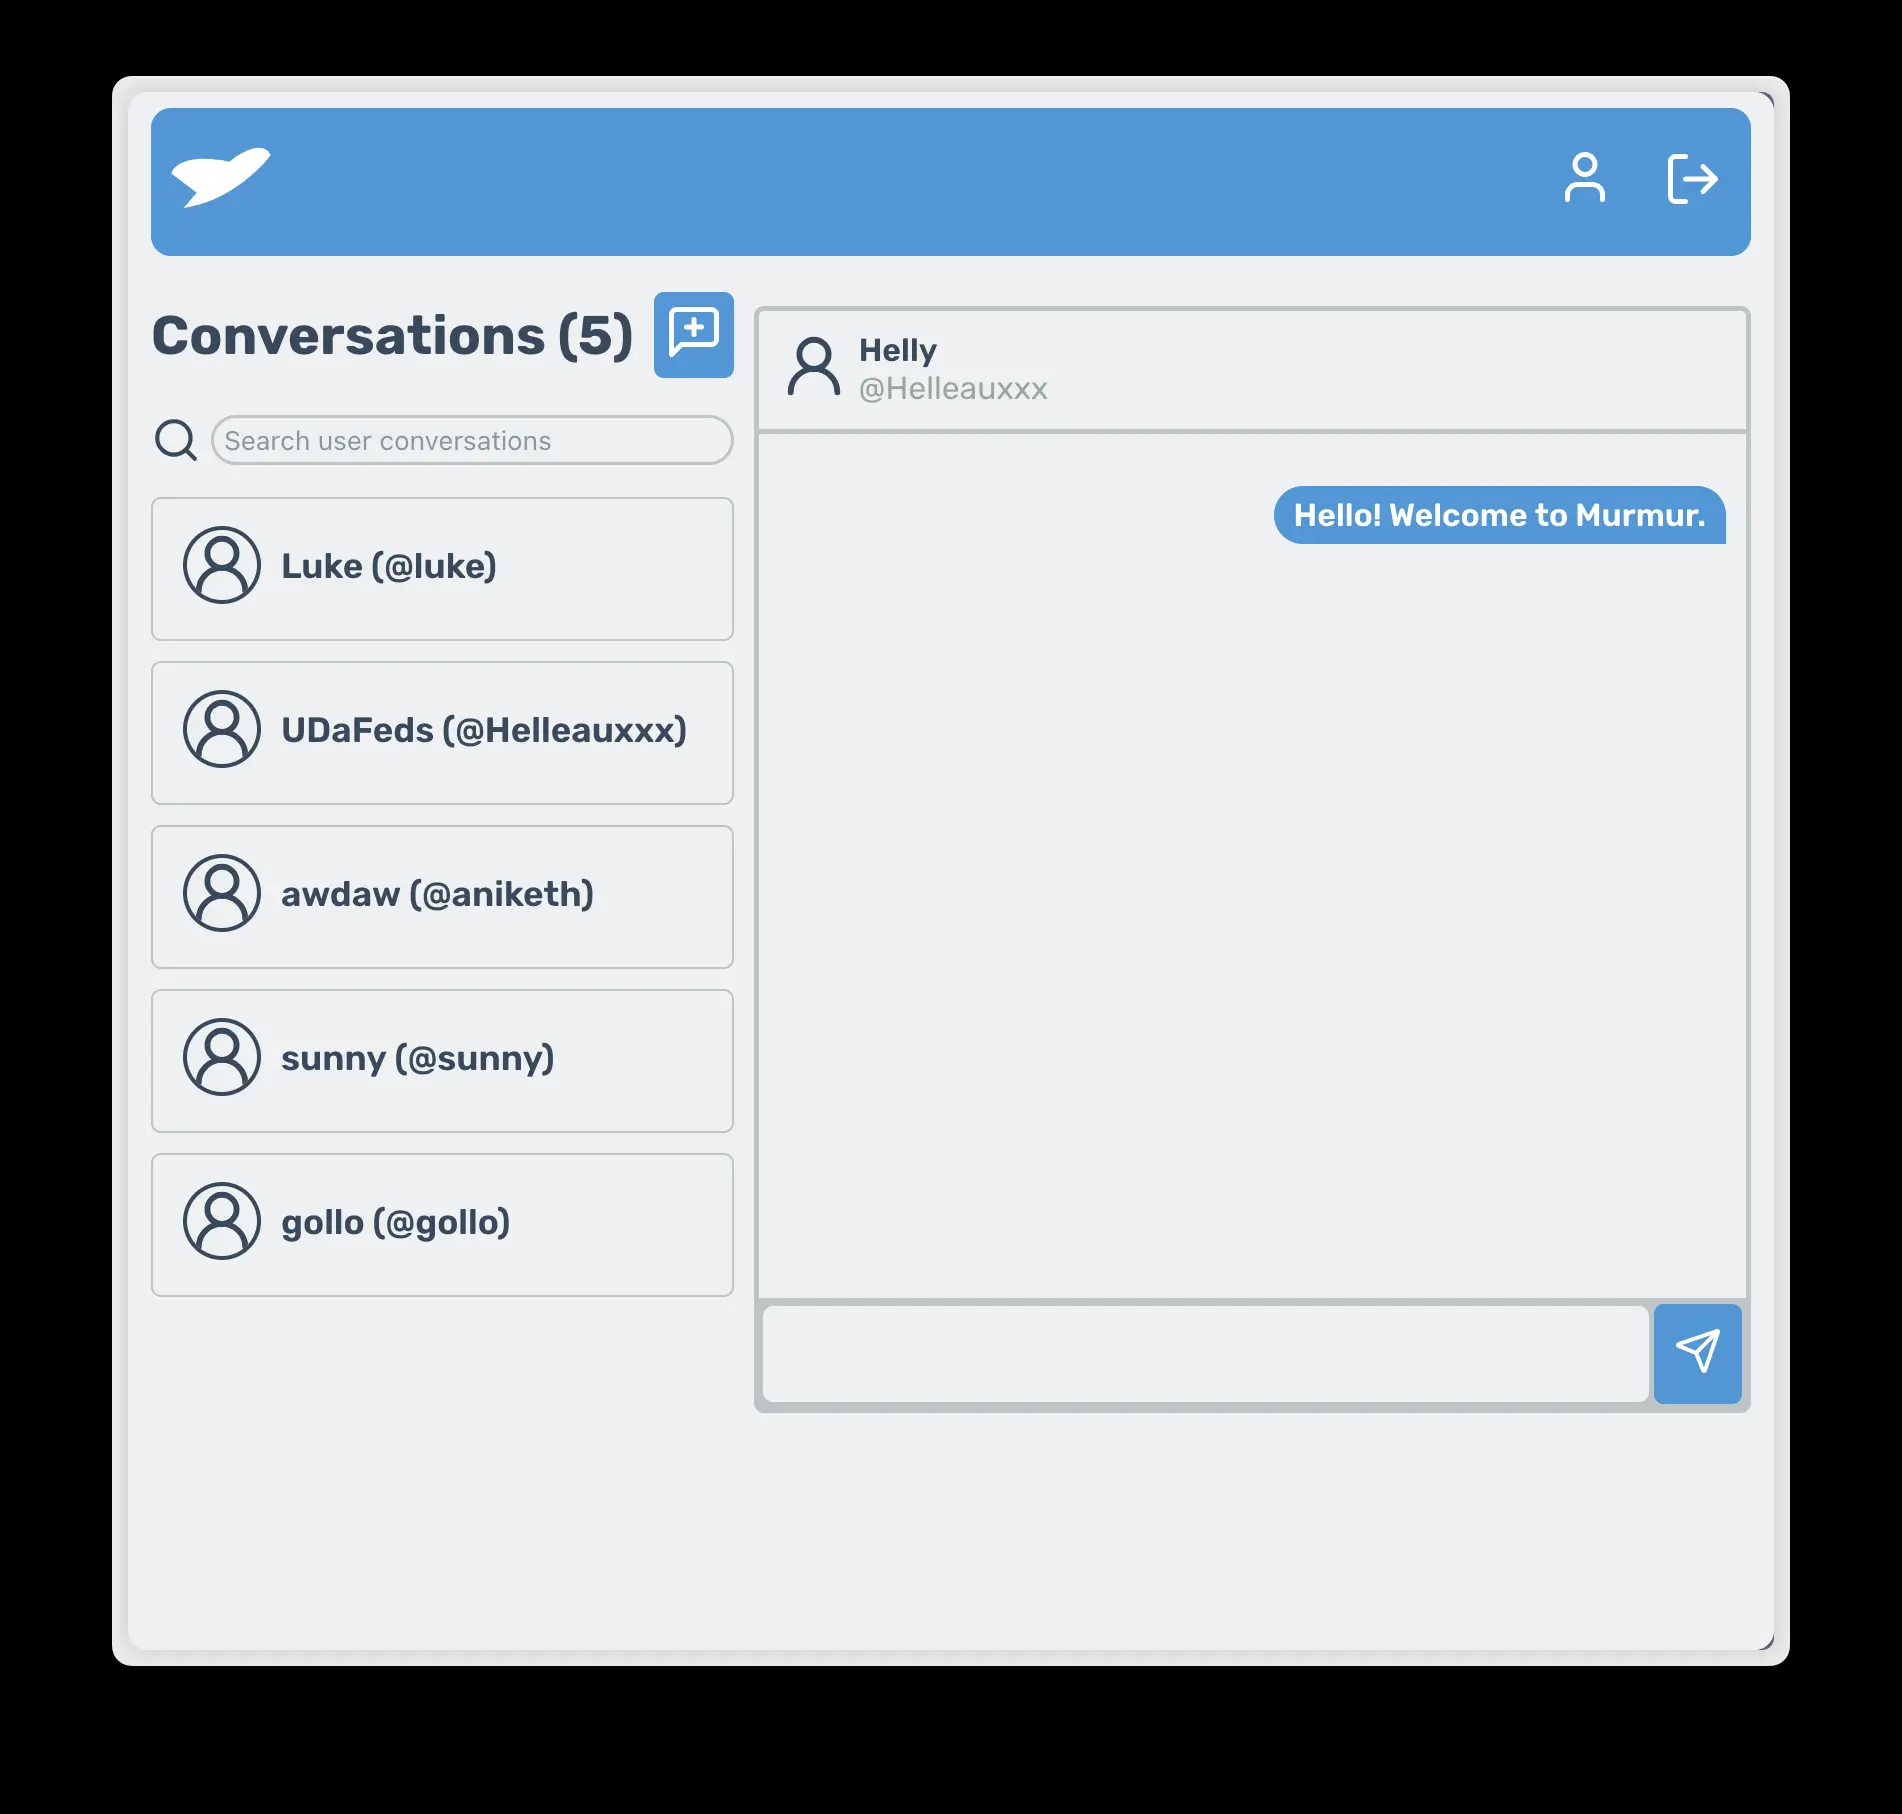 Conversations (5)
Search user conversations
Luke (@luke)
UDaFeds (@Helleauxxx)
awdaw (@aniketh)
sunny (@sunny)
gollo (@gollo)
Helly
@Helleauxxx
Hello! Welcome to Murmur.